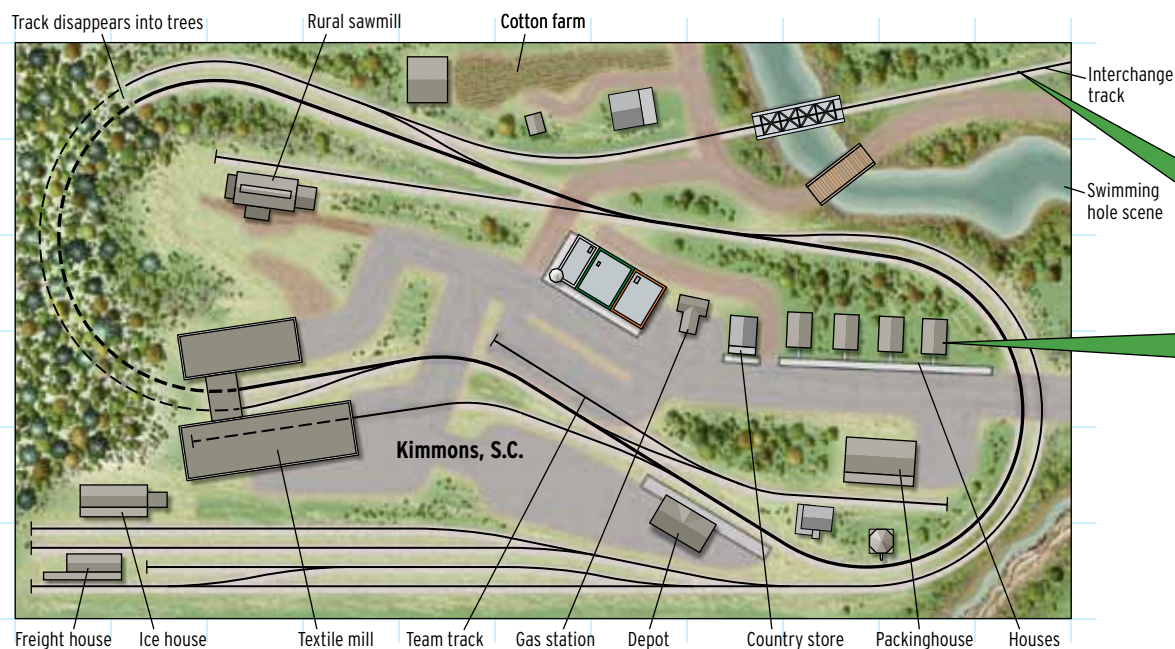 Track disappears into trees
Rural sawmill
Cotton farm
Interchange
track
Swimming
hole scene
Kimmons, S.C.
Freight house
Ice house
Textile mill
Team track
Gas station
Depot
Country store
Packinghouse
Houses